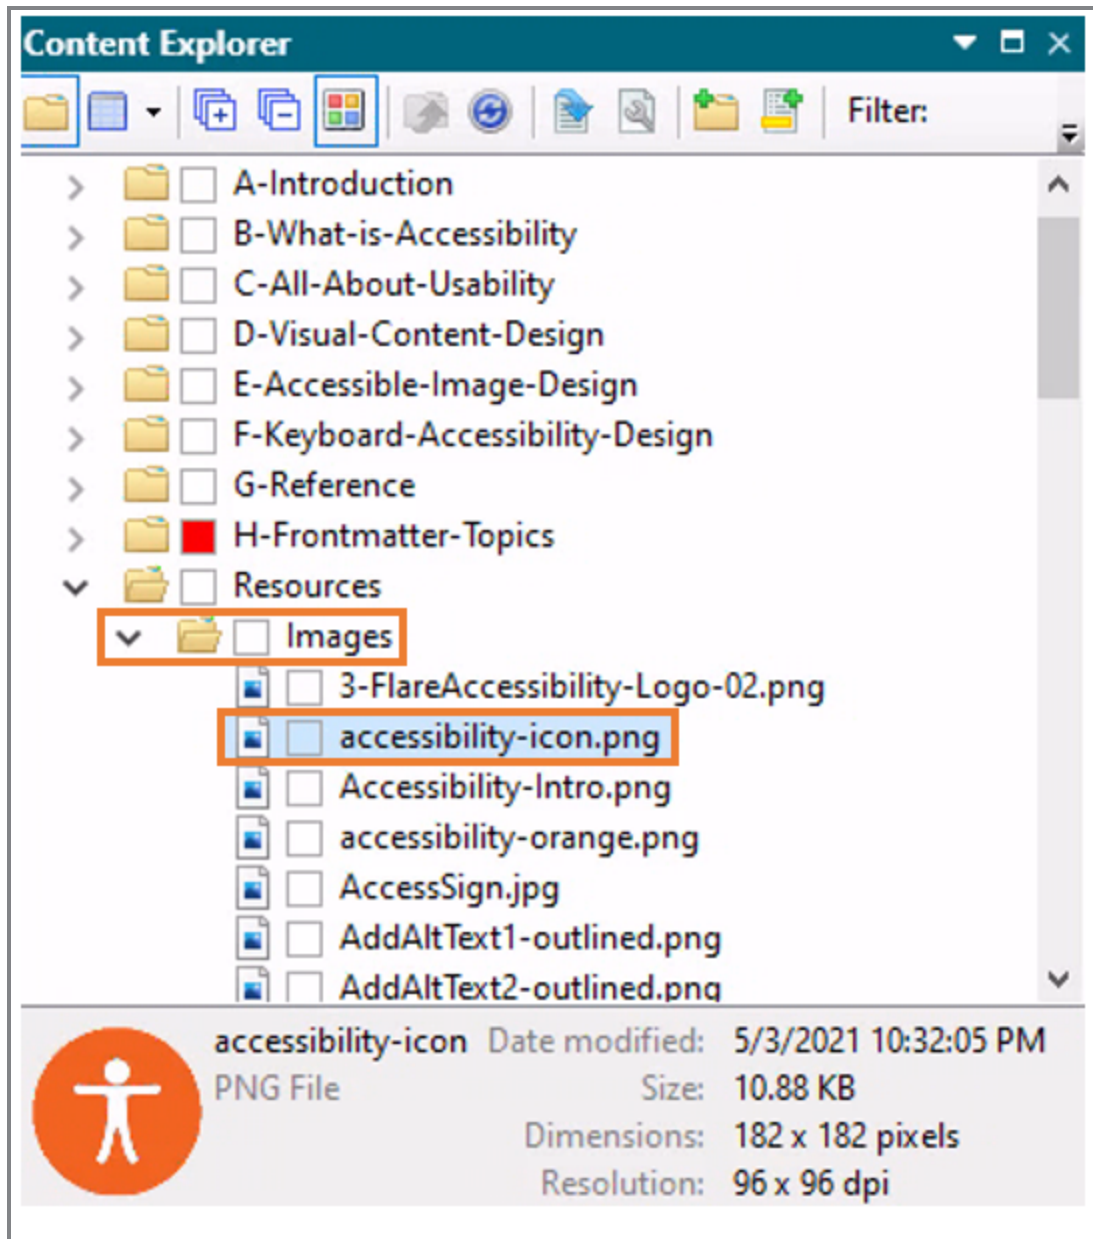 Content Explorer
Filter:
A-Introduction
B-What-is-Accessibility
C-All-About-Usability
D-Visual-Content-Design
E-Accessible-Image-Design
F-Keyboard-Accessibility-Design
G-Reference
H-Frontmatter-Topics
Resources
Images
3-FlareAccessibility-Logo-02.png
accessibility-icon.png
Accessibility-Intro.png
accessibility-orange.png
AccessSign.jpg
AddAltText1-outlined.png
AddAltText2-outlined.png
accessibility-icon Date modified: 5/3/2021 10:32:05 PM
PNG File Size: 10.88 KB
Dimensions: 182 x 182 pixels
Resolution: 96 x 96 dpi